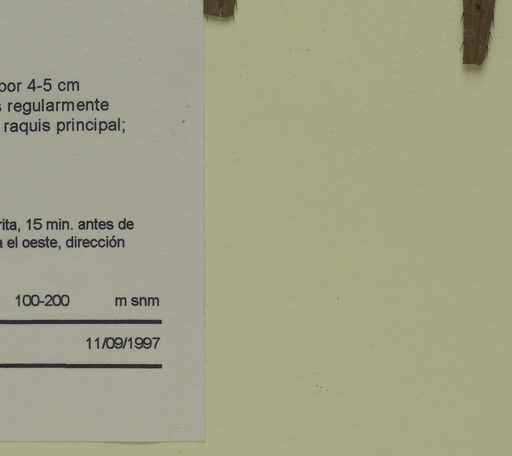 por 4-5 cm
s regularmente
raquis principal;
rita, 15 min. antes de
a el oeste, dirección
100-200 m snm
11/09/1997